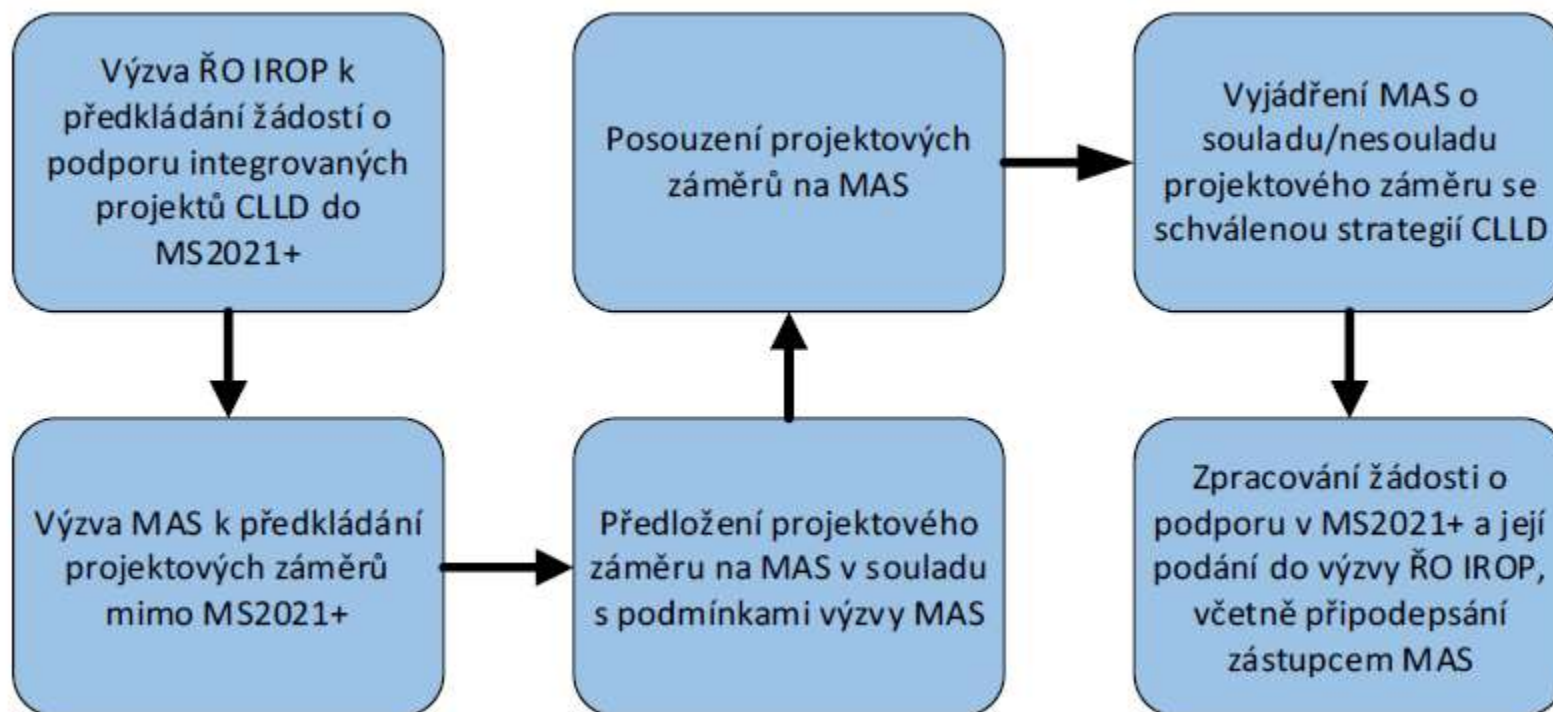 Výzva ŘO IROP k
předkládání žádostí o
podporu integrovaných
projektů CLLD do
MS2021+
Výzva MAS k předkládání
projektových záměrů
mimo MS2021+
Předložení projektového
záměru na MAS v souladu
s podmínkami výzvy MAS
Posouzení projektových
záměrů na MAS
Vyjádření MAS o
souladu/nesouladu
projektového záměru se
schválenou strategií CLLD
Zpracování žádosti o
podporu v MS2021+ a její
podání do výzvy ŘO IROP,
včetně připodepsání
zástupcem MAS